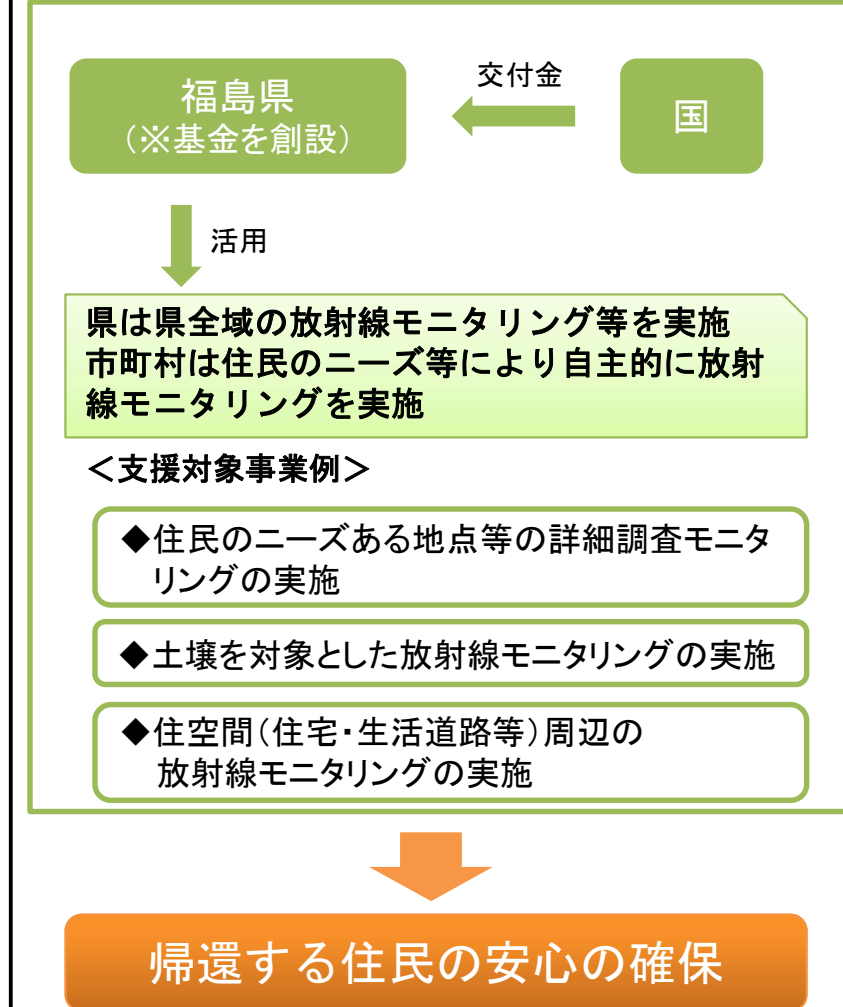 福島県
（※基金を創設）
交付金
国
活用
県は県全域の放射線モニタリング等を実施
市町村は住民のニーズ等により自主的に放射
線モニタリングを実施
＜支援対象事業例＞
◆住民のニーズある地点等の詳細調査モニタ
リングの実施
◆土壌を対象とした放射線モニタリングの実施
◆住空間（住宅・生活道路等）周辺の
放射線モニタリングの実施
帰還する住民の安心の確保